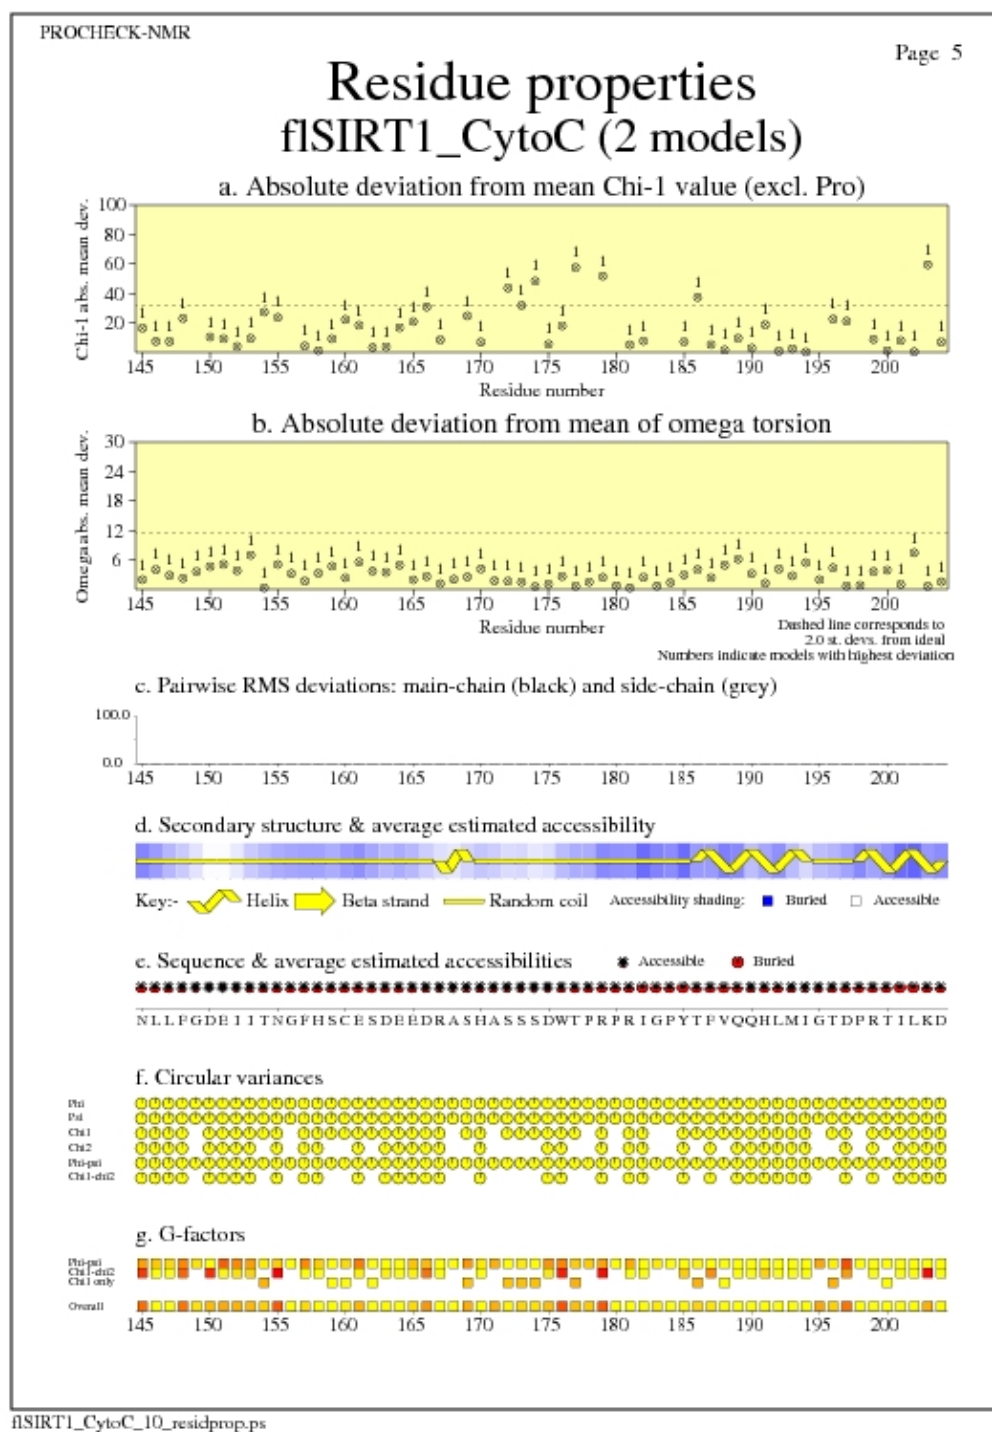 PROCHECK-NMR
Page 5
Residue properties
flSIRT1_CytoC (2 models)
a. Absolute deviation from mean Chi-1 value (excl. Pro)
Chi-1 abs. mean dev.
100
80
60
40
20
145 150 155 160 165 170 175 180 185 190 195 200
Residue number
b. Absolute deviation from mean of omega torsion
Omega abs. mean dev.
30
24
18
12
6
145 150 155 160 165 170 175 180 185 190 195 200
Residue number
Dashed line corresponds to
2.0 st. devs. from ideal
Numbers indicate models with highest deviation
c. Pairwise RMS deviations: main-chain (black) and side-chain (grey)
100.0
0.0
145 150 155 160 165 170 175 180 185 190 195 200
d. Secondary structure & average estimated accessibility
Key:- Helix Beta strand Random coil Accessibility shading: Buried Accessible
e. Sequence & average estimated accessibilities Accessible Buried
N L L F G D E I I T N G F H S C E S D E E D R A S H A S S S D W T P R P R I G P Y T F V Q Q H L M I G T D P R T I L K D
f. Circular variances
Phi
Psi
Chi1
Chi2
Phi-psi
Chi1-chi2
g. G-factors
Phi-psi
Chi1-chi2
Chi1 only
Overall
145 150 155 160 165 170 175 180 185 190 195 200
flSIRT1_CytoC_10_residprop.ps